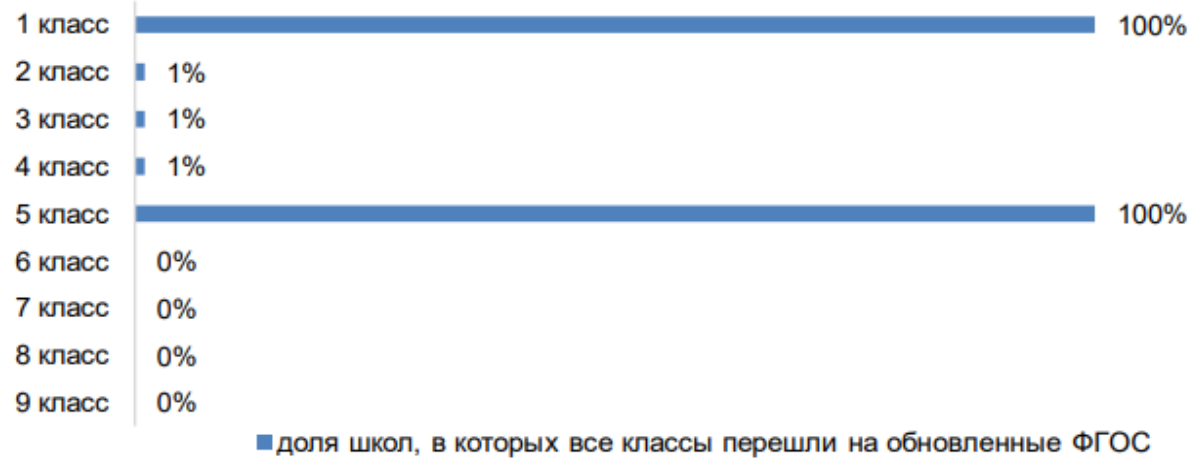 1 класс 100%
2 класс 1%
3 класс 1%
4 класс 1%
5 класс 100%
6 класс 0%
7 класс 0%
8 класс 0%
9 класс 0%
доля школ, в которых все классы перешли на обновленные ФГОС